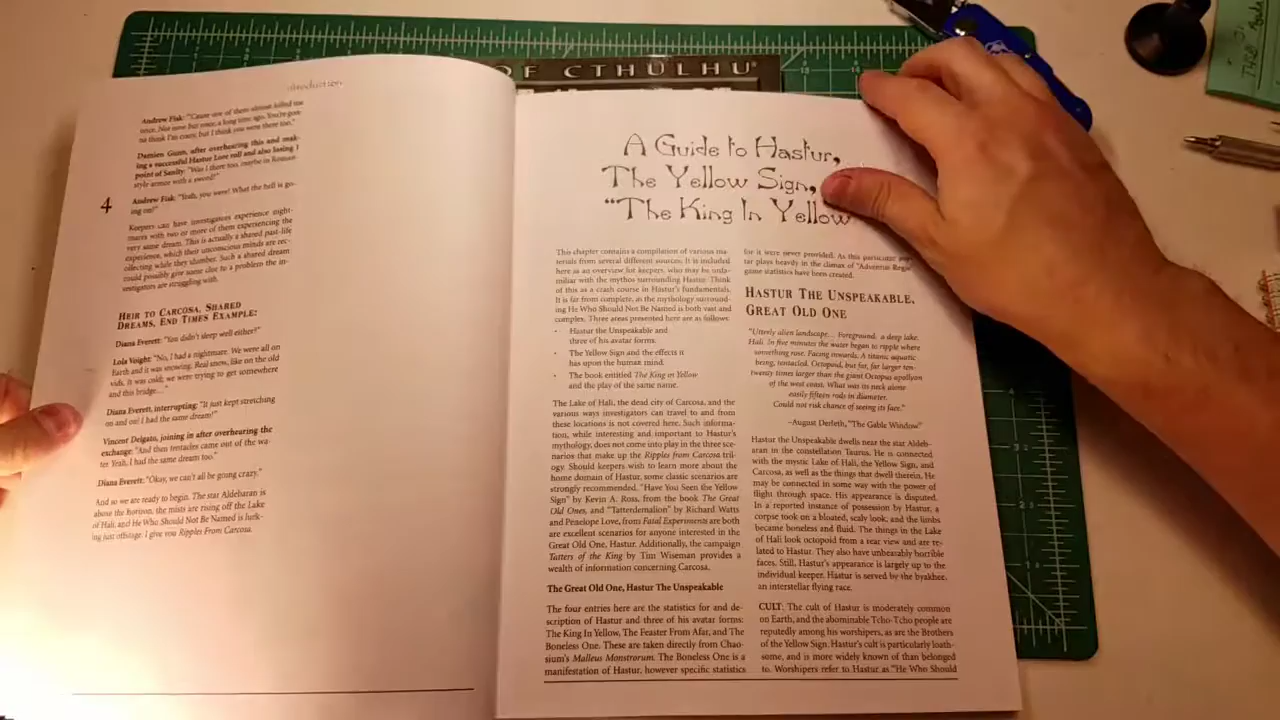 OF CTHULHU
Introduction
Andrew Fisk: "'Cause one of them almost killed me
once. Not now but once, a long time ago. You're gon-
na think I'm crazy, but I think you were there too."
Damien Gunn, after overhearing this and mak-
ing a successful Hastur Lore roll and also losing 1
point of Sanity: "Was I there too, maybe in Roman-
style armor with a sword?"
Andrew Fisk: "Yeah, you were! What the hell is go-
ing on?"
4
Keepers can have investigators experience night-
mares with two or more of them experiencing the
very same dream. This is actually a shared past-life
experience, which their unconscious minds are rec-
ollecting while they slumber. Such a shared dream
could possibly give some clue to a problem the in-
vestigators are struggling with.
Heir to Carcosa, Shared
Dreams, End Times Example:
Diana Everett: "You didn't sleep well either?"
Lola Voight: "No, I had a nightmare. We were all on
Earth and it was snowing. Real snow, like on the old
vids. It was cold; we were trying to get somewhere
and this bridge…"
Diana Everett, interrupting: "It just kept stretching
on and on! I had the same dream!"
Vincent Delgato, joining in after overhearing the
exchange: "And then tentacles came out of the wa-
ter. Yeah, I had the same dream too."
Diana Everett: "Okay, we can't all be going crazy."
And so we are ready to begin. The star Aldebaran is
above the horizon, the mists are rising off the Lake
of Hali, and He Who Should Not Be Named is lurk-
ing just offstage. I give you Ripples From Carcosa.
A Guide to Hastur,
The Yellow Sign,
"The King In Yellow
This chapter contains a compilation of various ma-
terials from several different sources. It is included
here as an overview for keepers, who may be unfa-
miliar with the mythos surrounding Hastur. Think
of this as a crash course in Hastur's fundamentals.
It is far from complete, as the mythology surround-
ing He Who Should Not Be Named is both vast and
complex. Three areas presented here are as follows:
• Hastur the Unspeakable and
three of his avatar forms.
• The Yellow Sign and the effects it
has upon the human mind.
• The book entitled The King in Yellow
and the play of the same name.
The Lake of Hali, the dead city of Carcosa, and the
various ways investigators can travel to and from
these locations is not covered here. Such informa-
tion, while interesting and important to Hastur's
mythology, does not come into play in the three sce-
narios that make up the Ripples from Carcosa tril-
ogy. Should keepers wish to learn more about the
home domain of Hastur, some classic scenarios are
strongly recommended. "Have You Seen the Yellow
Sign" by Kevin A. Ross, from the book The Great
Old Ones, and "Tatterdemalion" by Richard Watts
and Penelope Love, from Fatal Experiments are both
are excellent scenarios for anyone interested in the
Great Old One, Hastur. Additionally, the campaign
Tatters of the King by Tim Wiseman provides a
wealth of information concerning Carcosa.
The Great Old One, Hastur The Unspeakable
The four entries here are the statistics for and de-
scription of Hastur and three of his avatar forms:
The King In Yellow, The Feaster From Afar, and The
Boneless One. These are taken directly from Chao-
sium's Malleus Monstrorum. The Boneless One is a
manifestation of Hastur, however specific statistics
for it were never provided. As this particular
tar plays heavily in the climax of "Adventus Regis"
game statistics have been created.
Hastur The Unspeakable,
Great Old One
"Utterly alien landscape… Foreground: a deep lake.
Hali. In five minutes the water began to ripple where
something rose. Facing inwards. A titanic aquatic
being, tentacled. Octopoid, but far, far larger ten-
twenty times larger than the giant Octopus apollyon
of the west coast. What was its neck alone
easily fifteen rods in diameter.
Could not risk chance of seeing its face."
–August Derleth, "The Gable Window"
Hastur the Unspeakable dwells near the star Aldeb-
aran in the constellation Taurus. He is connected
with the mystic Lake of Hali, the Yellow Sign, and
Carcosa, as well as the things that dwell therein. He
may be connected in some way with the power of
flight through space. His appearance is disputed.
In a reported instance of possession by Hastur, a
corpse took on a bloated, scaly look, and the limbs
became boneless and fluid. The things in the Lake
of Hali look octopoid from a rear view and are re-
lated to Hastur. They also have unbearably horrible
faces. Still, Hastur's appearance is largely up to the
individual keeper. Hastur is served by the byakhee,
an interstellar flying race.
CULT: The cult of Hastur is moderately common
on Earth, and the abominable Tcho-Tcho people are
reputedly among his worshipers, as are the Brothers
of the Yellow Sign. Hastur's cult is particularly loath-
some, and is more widely known of than belonged
to. Worshipers refer to Hastur as "He Who Should